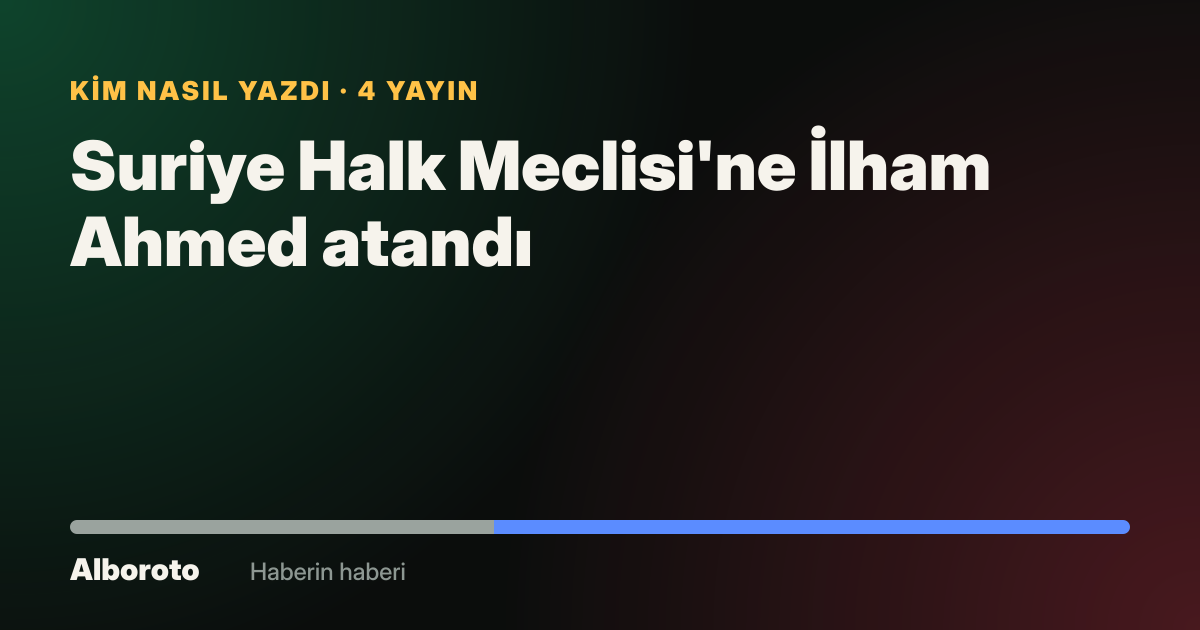 KİM NASIL YAZDI · 4 YAYIN
Suriye Halk Meclisi'ne İlham
Ahmed atandı
Alboroto
Haberin haberi